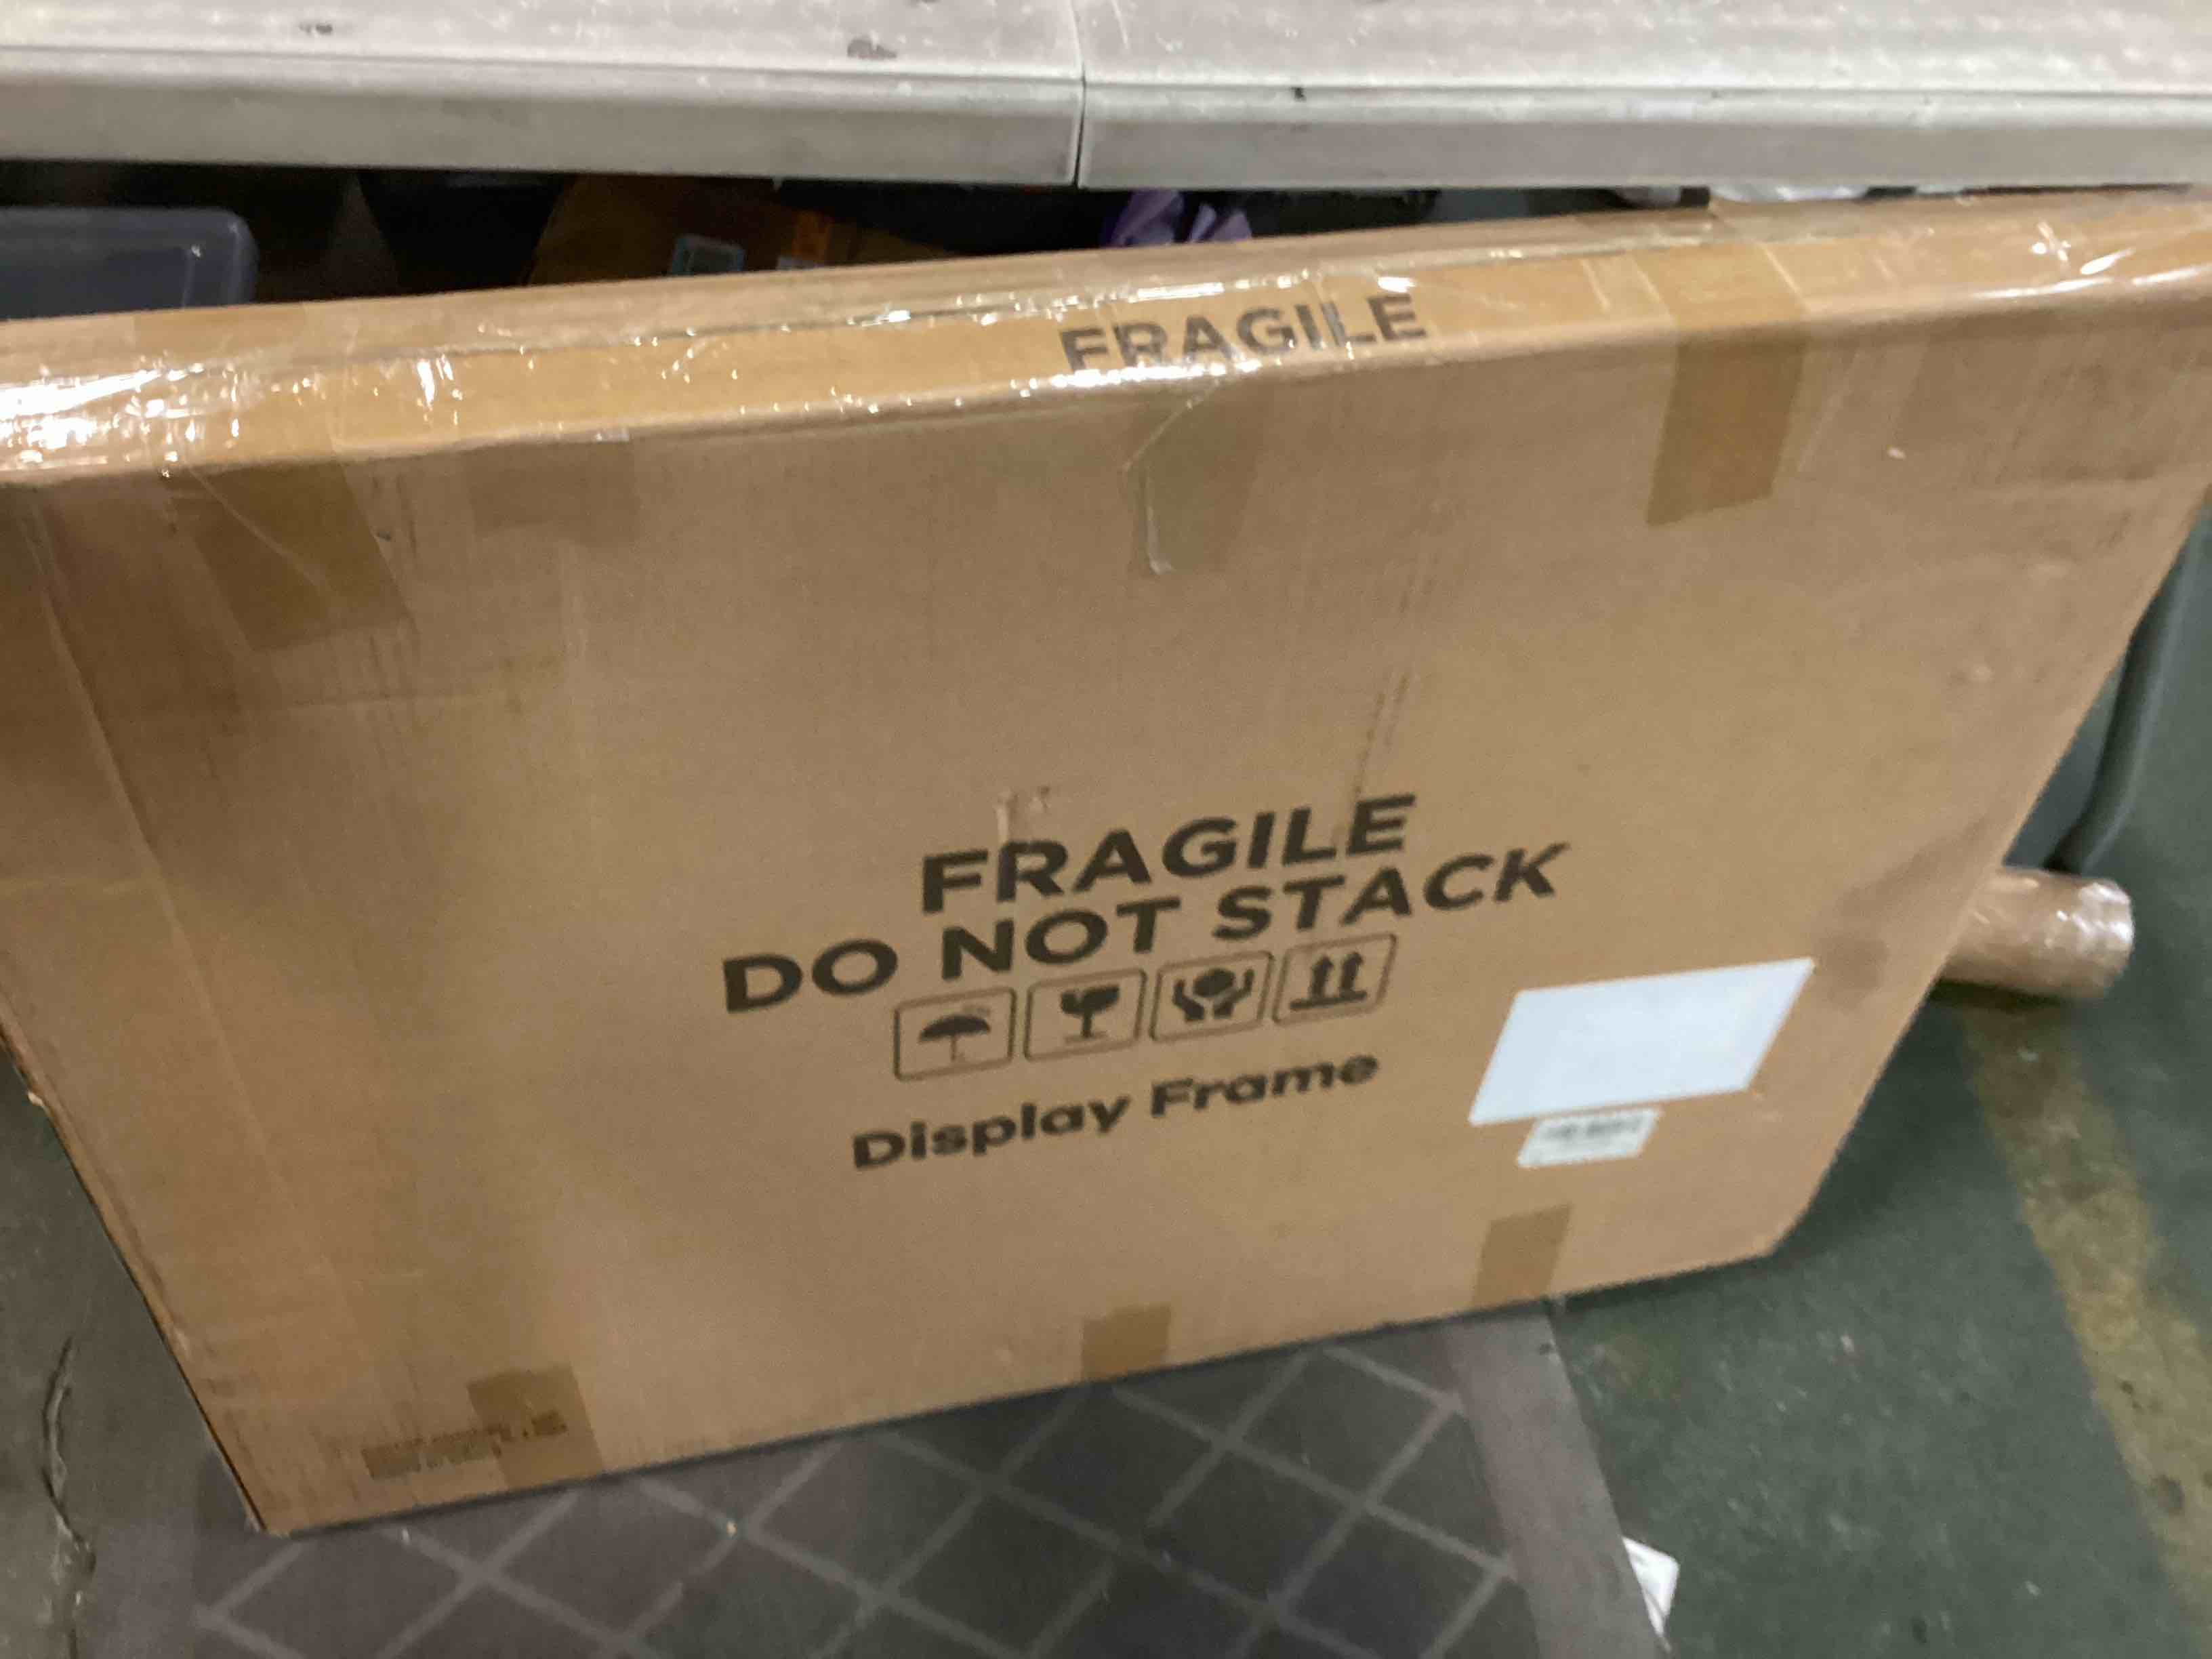 FRAGILE
FRAGILE
DO NOT STACK
Display Frame